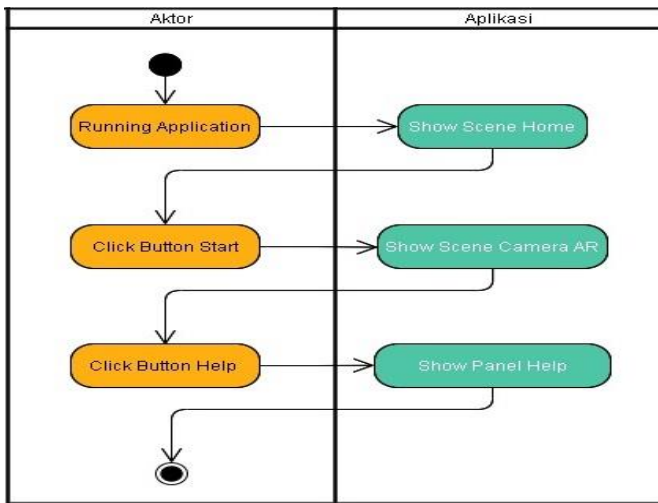 Aktor
Aplikasi
Running Application
Show Scene Home
Click Button Start
Show Scene Camera AR
Click Button Help
Show Panel Help